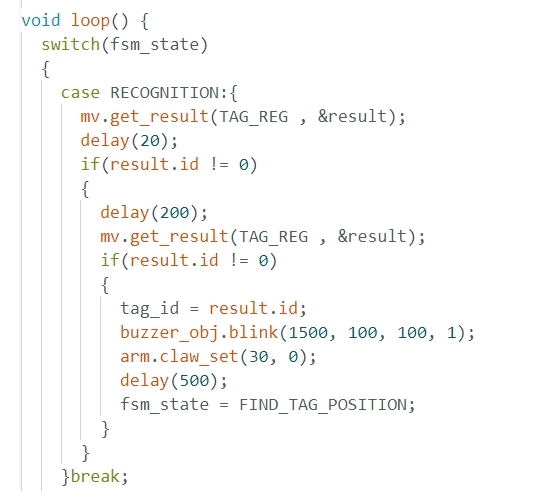 void loop() {
  switch(fsm_state)
  {
    case RECOGNITION:{
      mv.get_result(TAG_REG , &result);
      delay(20);
      if(result.id != 0)
      {
        delay(200);
        mv.get_result(TAG_REG , &result);
        if(result.id != 0)
        {
          tag_id = result.id;
          buzzer_obj.blink(1500, 100, 100, 1);
          arm.claw_set(30, 0);
          delay(500);
          fsm_state = FIND_TAG_POSITION;
        }
      }
    }break;